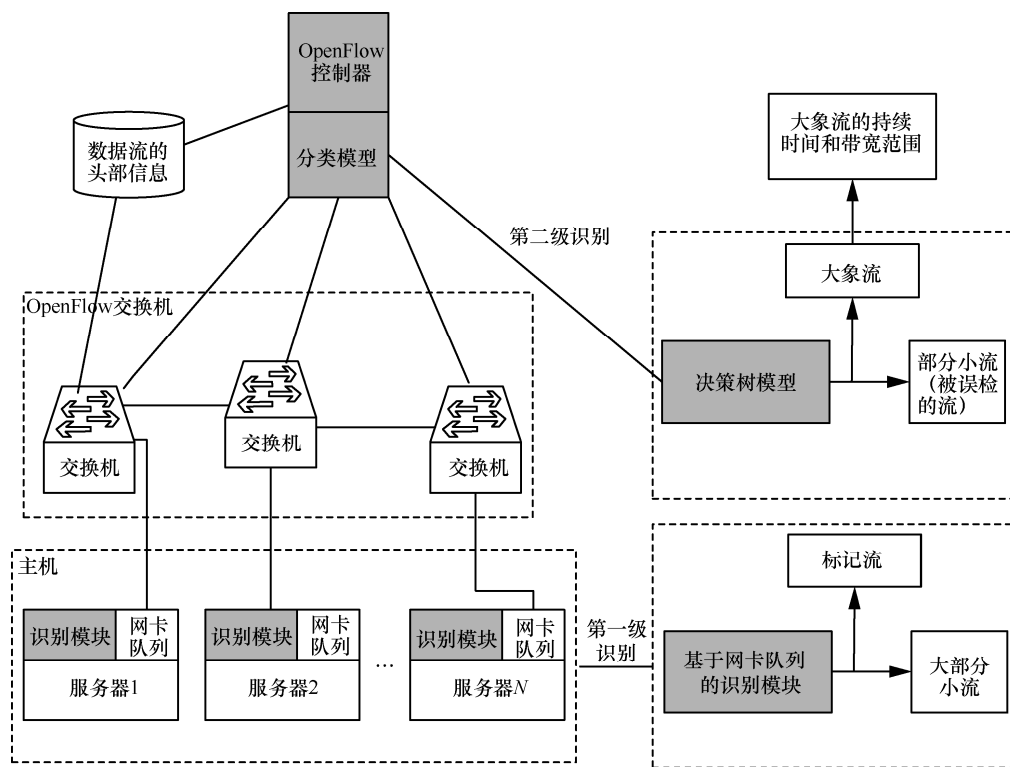 OpenFlow
控制器
分类模型
数据流的
头部信息
大象流的持续
时间和带宽范围
第二级识别
大象流
决策树模型
部分小流
（被误检
的流）
OpenFlow交换机
交换机
交换机
交换机
主机
识别模块
网卡
队列
服务器1
识别模块
网卡
队列
服务器2
...
识别模块
网卡
队列
服务器N
第一级
识别
标记流
基于网卡队列
的识别模块
大部分
小流